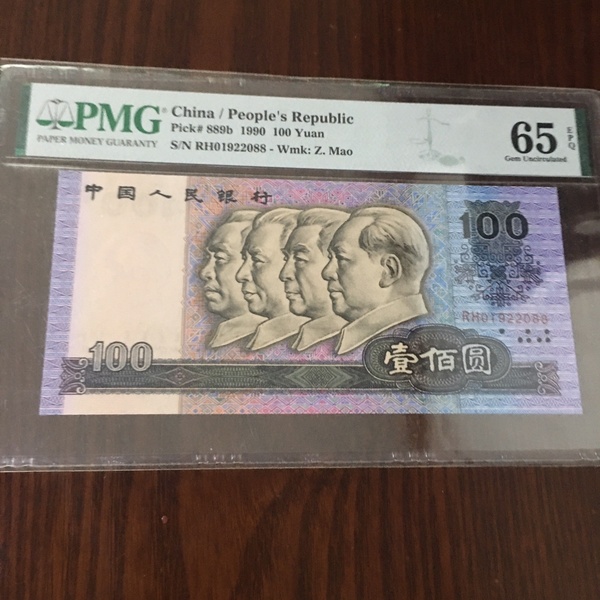 PMG
PAPER MONEY GUARANTY
China / People's Republic
Pick# 889b 1990 100 Yuan
S/N RH01922088 - Wmk: Z. Mao
65 EPQ
Gem Uncirculated
中国人民银行
100
RH01922088
100
壹佰圆